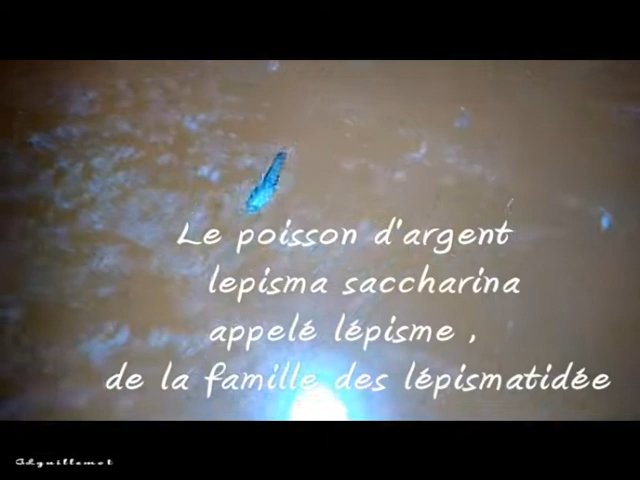 Le poisson d'argent
lepisma saccharina
appelé lépisme ,
de la famille des lépismatidée